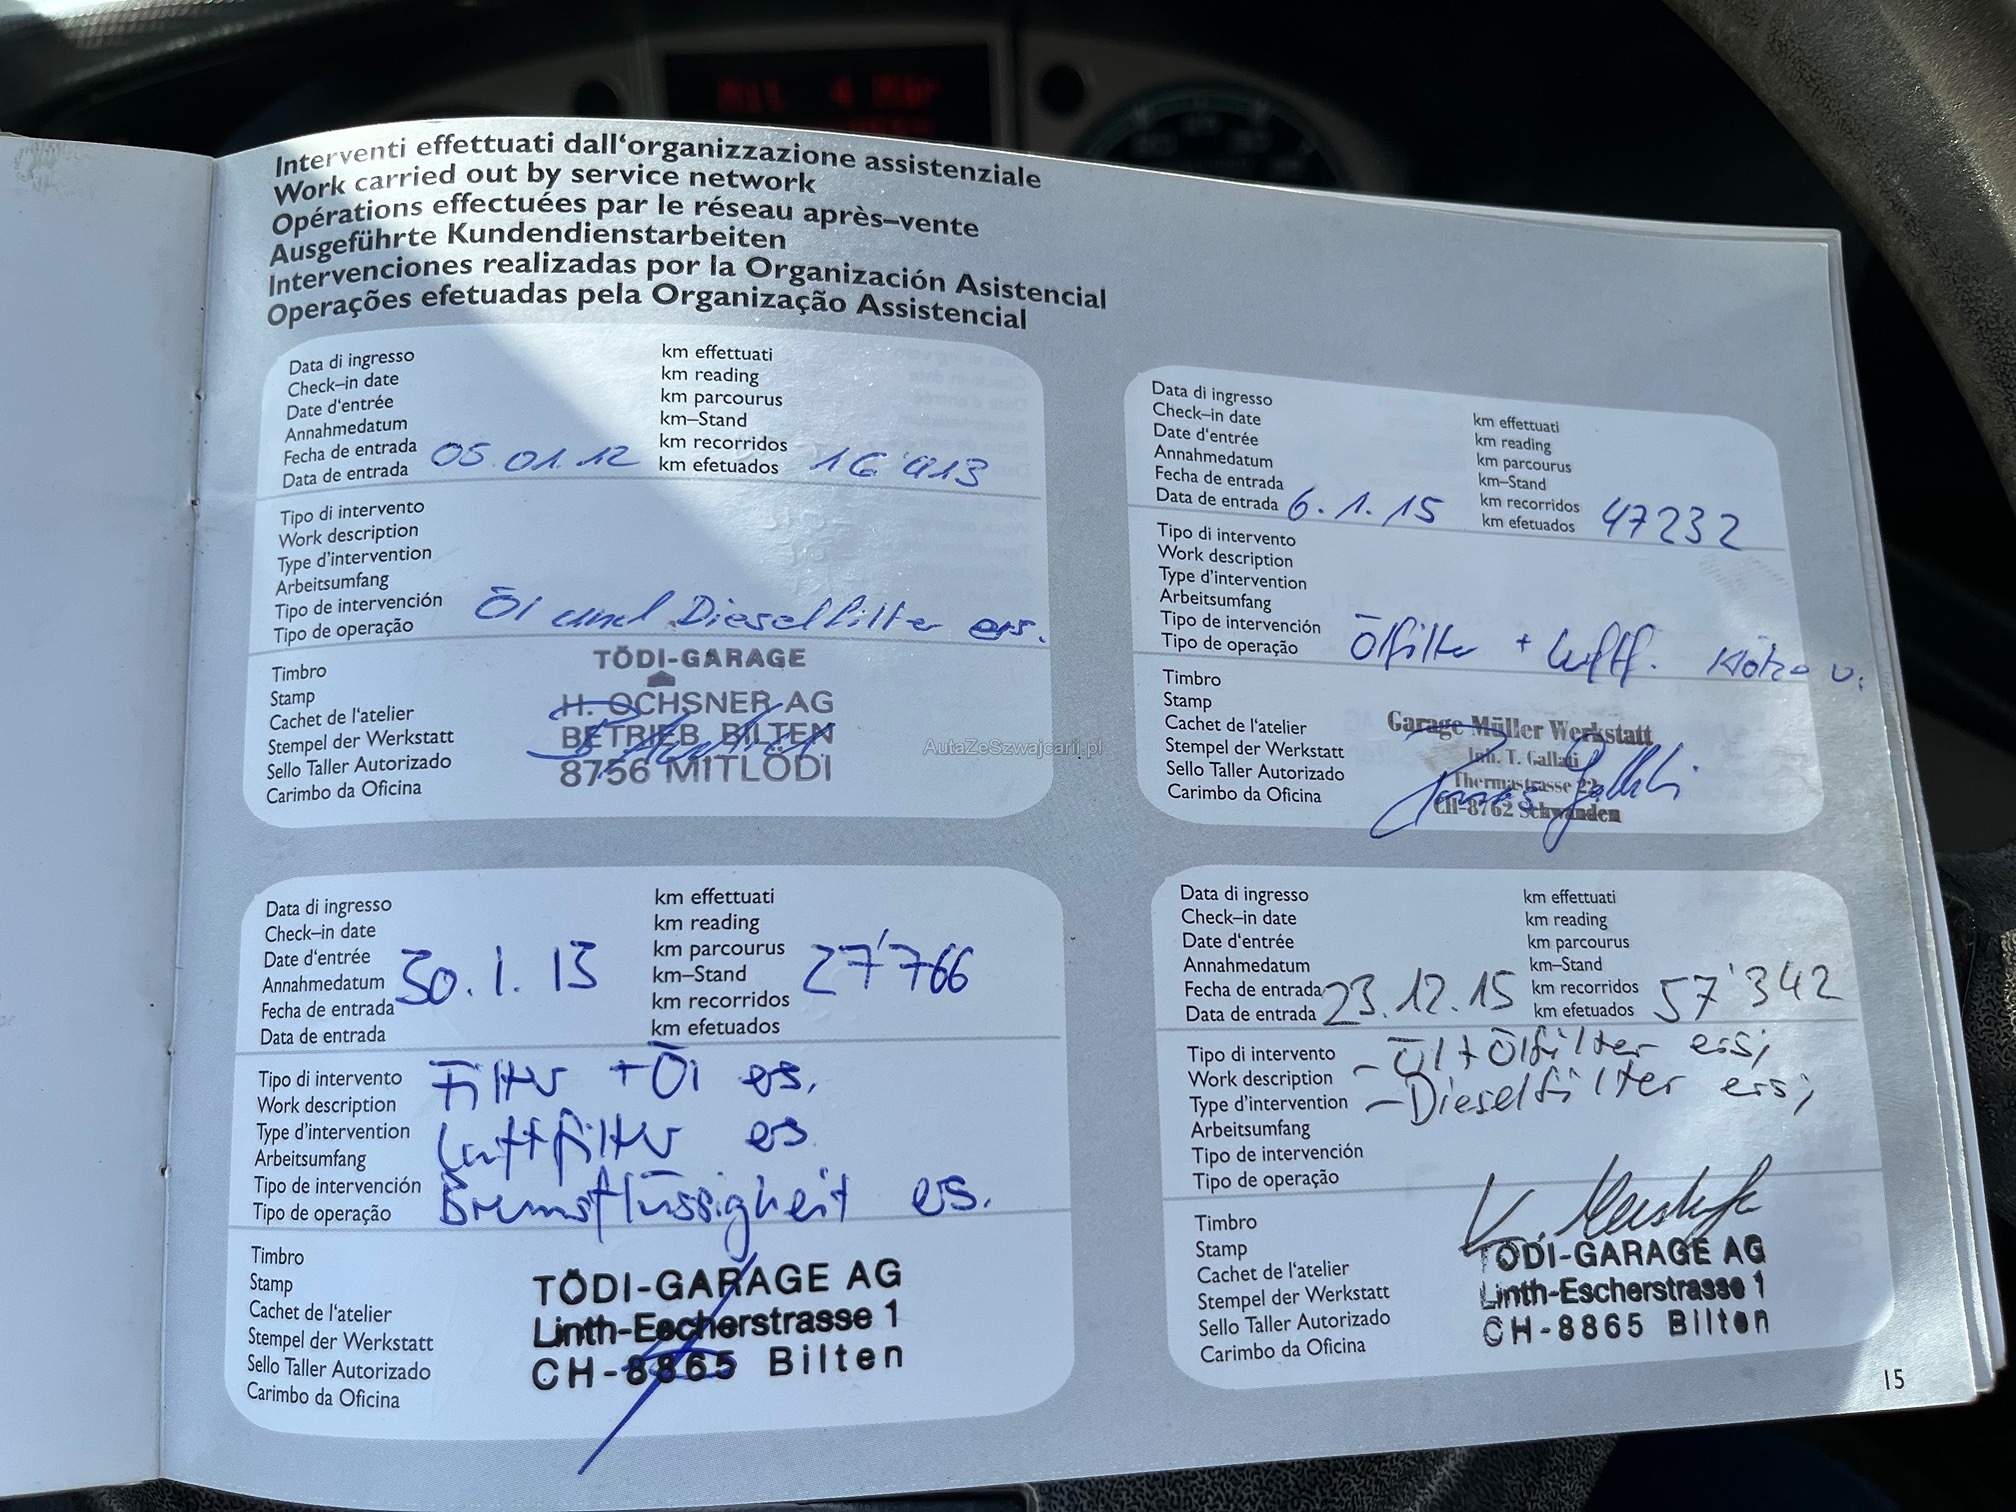 Mit 4 Mär
Interventi effettuati dall‘organizzazione assistenziale
Work carried out by service network
Opérations effectuées par le réseau après–vente
Ausgeführte Kundendienstarbeiten
Intervenciones realizadas por la Organización Asistencial
Operações efetuadas pela Organização Assistencial
Data di ingresso
Check–in date
Date d‘entrée
Annahmedatum
Fecha de entrada
Data de entrada 05.01.12
km effettuati
km reading
km parcourus
km–Stand
km recorridos
km efetuados 16'913
Tipo di intervento
Work description
Type d‘intervention
Arbeitsumfang
Tipo de intervención
Tipo de operação Öl und Dieselfilter ers.
Timbro
Stamp
Cachet de l‘atelier
Stempel der Werkstatt
Sello Taller Autorizado
Carimbo da Oficina
TÖDI-GARAGE
H. OCHSNER AG
BETRIEB BILTEN
8756 MITLÖDI
AutaZeSzwajcarii.pl
Data di ingresso
Check–in date
Date d‘entrée
Annahmedatum
Fecha de entrada
Data de entrada 6.1.15
km effettuati
km reading
km parcourus
km–Stand
km recorridos
km efetuados 47232
Tipo di intervento
Work description
Type d‘intervention
Arbeitsumfang
Tipo de intervención
Tipo de operação Ölfilter + Luftf. Klötze v.
Timbro
Stamp
Cachet de l‘atelier
Stempel der Werkstatt
Sello Taller Autorizado
Carimbo da Oficina
Garage Müller Werkstatt
Inh. T. Gallati
Thermastrasse 22
CH-8762 Schwanden
Data di ingresso
Check–in date
Date d‘entrée
Annahmedatum 30.1.13
Fecha de entrada
Data de entrada
km effettuati
km reading
km parcourus
km–Stand 27'766
km recorridos
km efetuados
Tipo di intervento
Work description
Type d‘intervention
Arbeitsumfang
Tipo de intervención
Tipo de operação
Filter + Öl ers.
Luftfilter ers
Bremsflüssigkeit ers.
Timbro
Stamp
Cachet de l‘atelier
Stempel der Werkstatt
Sello Taller Autorizado
Carimbo da Oficina
TÖDI-GARAGE AG
Linth-Escherstrasse 1
CH-8865 Bilten
Data di ingresso
Check–in date
Date d‘entrée
Annahmedatum
Fecha de entrada 23.12.15
Data de entrada
km effettuati
km reading
km parcourus
km–Stand
km recorridos 57'342
km efetuados
Tipo di intervento
Work description
Type d‘intervention
Arbeitsumfang
Tipo de intervención
Tipo de operação
– Öl + Ölfilter ers;
– Dieselfilter ers;
Timbro
Stamp
Cachet de l‘atelier
Stempel der Werkstatt
Sello Taller Autorizado
Carimbo da Oficina
TÖDI-GARAGE AG
Linth-Escherstrasse 1
CH-8865 Bilten
15